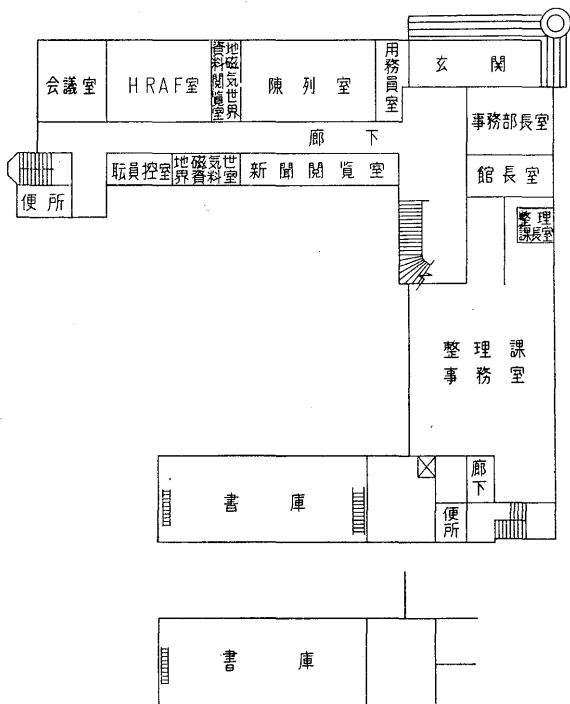 会議室
HRAF室
地磁気世界
資料閲覧室
陳列室
用務員室
玄関
事務部長室
廊下
職員控室
地磁気世
界資料室
新聞閲覧室
館長室
便所
整理
課長室
整理課
事務室
書庫
廊下
便所
書庫